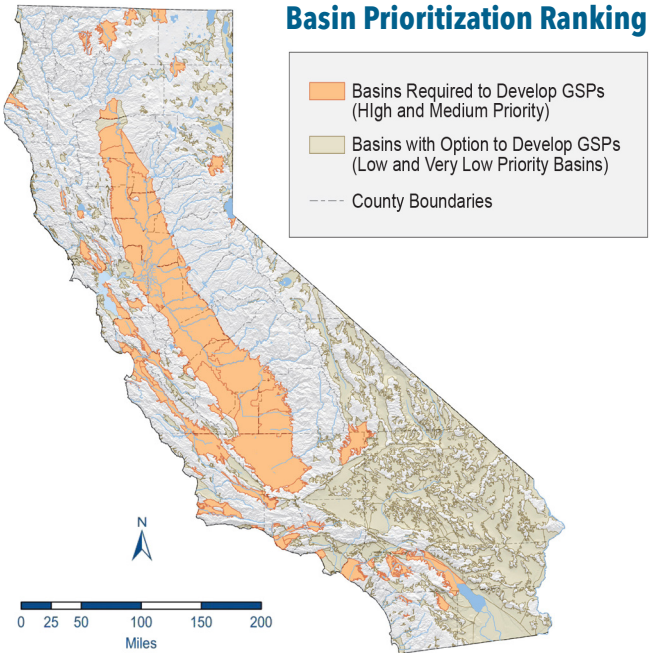 Basin Prioritization Ranking
Basins Required to Develop GSPs
(HIgh and Medium Priority)
Basins with Option to Develop GSPs
(Low and Very Low Priority Basins)
County Boundaries
N
0 25 50 100 150 200
Miles